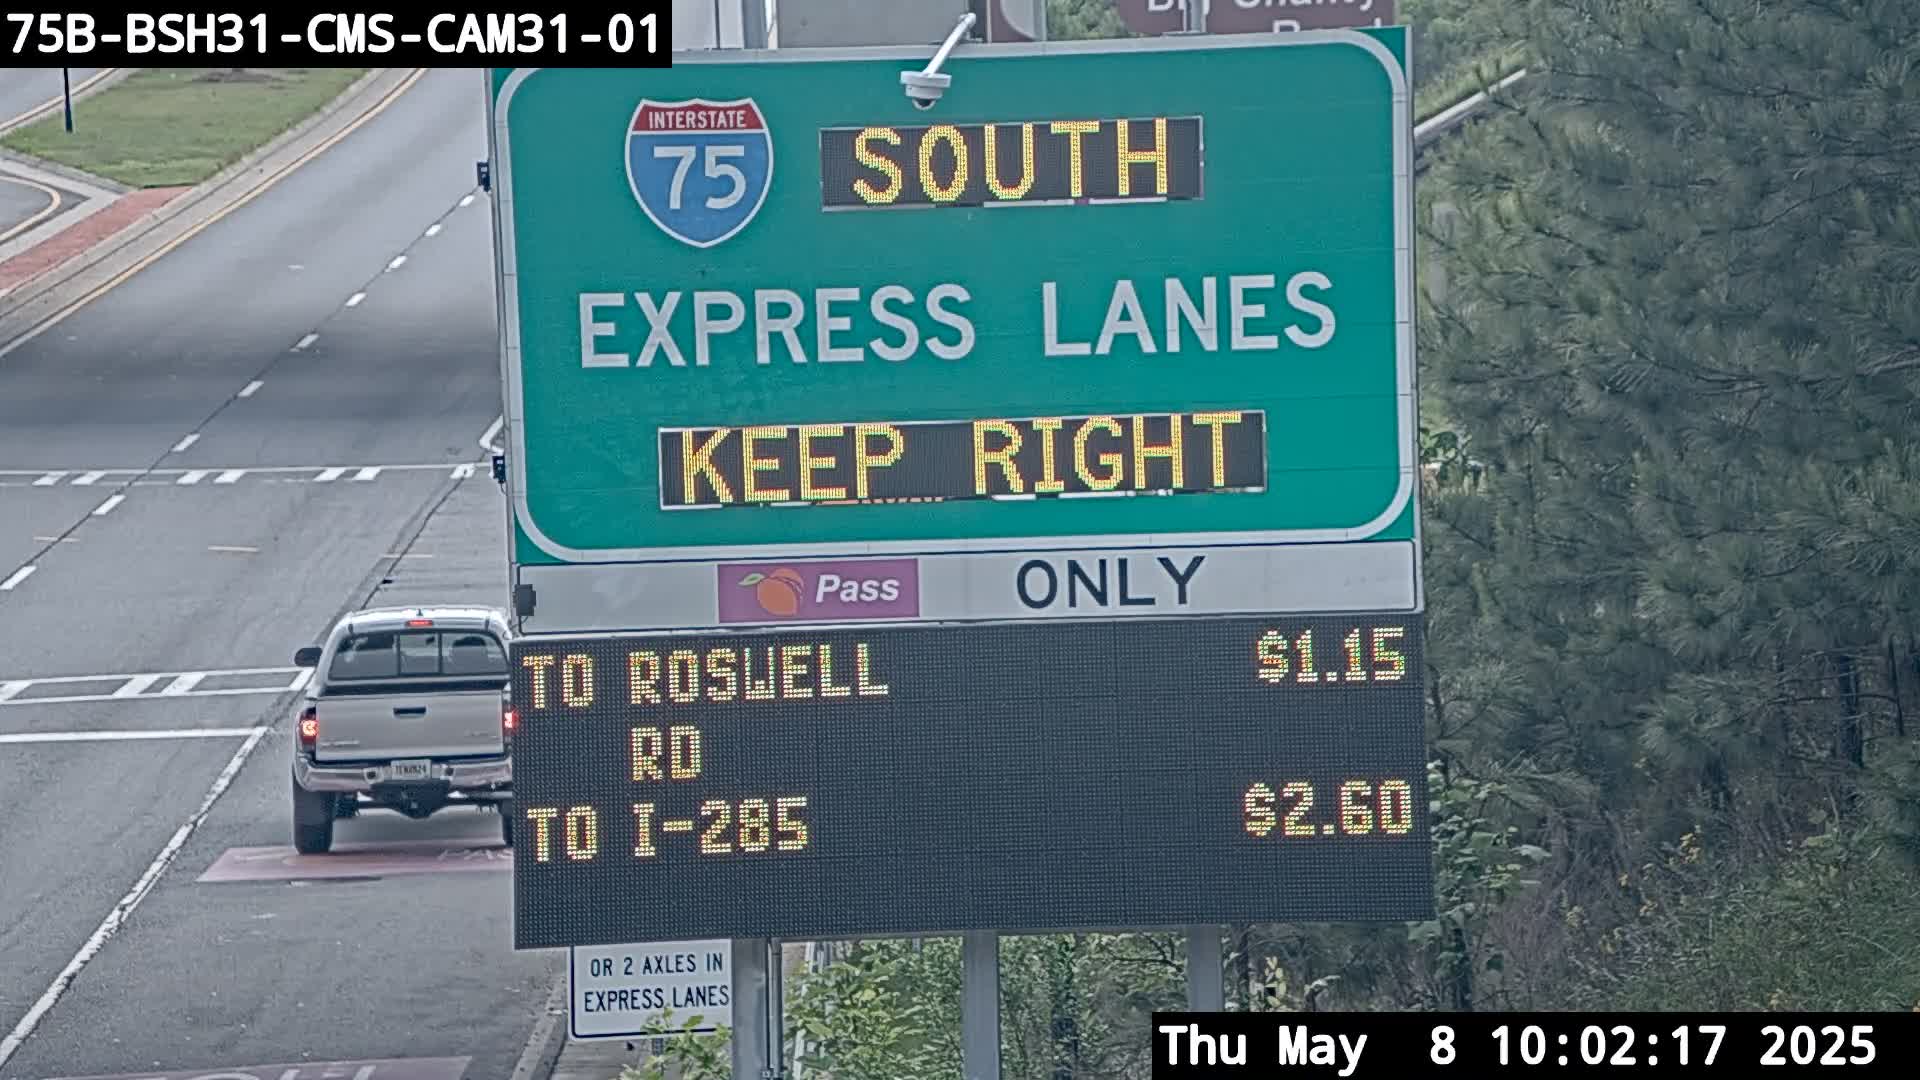 75B-BSH31-CMS-CAM31-01
INTERSTATE
75
SOUTH
EXPRESS LANES
KEEP RIGHT
Pass ONLY
TO ROSWELL $1.15
RD
TO I-285 $2.60
OR 2 AXLES IN
EXPRESS LANES
Thu May 8 10:02:17 2025